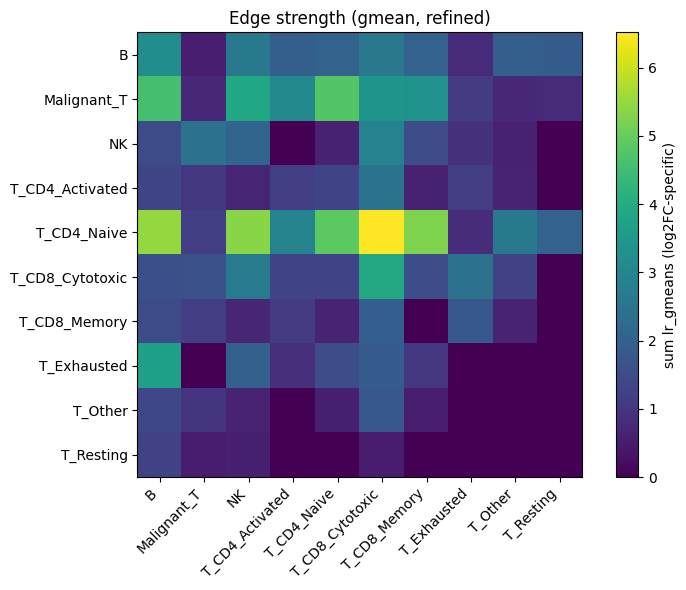 Edge strength (gmean, refined)
B
Malignant_T
NK
T_CD4_Activated
T_CD4_Naive
T_CD8_Cytotoxic
T_CD8_Memory
T_Exhausted
T_Other
T_Resting
B
Malignant_T
NK
T_CD4_Activated
T_CD4_Naive
T_CD8_Cytotoxic
T_CD8_Memory
T_Exhausted
T_Other
T_Resting
6
5
4
3
2
1
0
sum lr_gmeans (log2FC-specific)